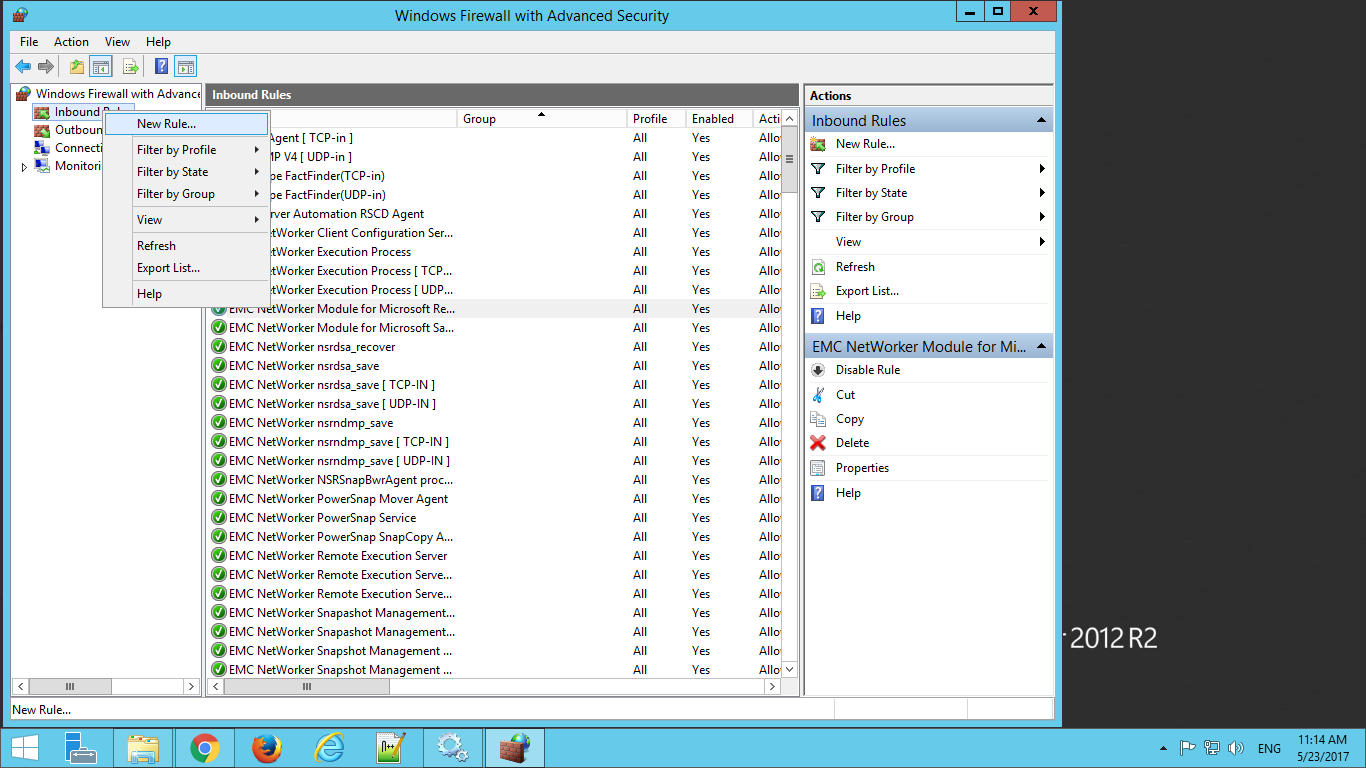 Windows Firewall with Advanced Security
File Action View Help
Windows Firewall with Advance
Inbound
Outboun
Connecti
Monitori
New Rule...
Filter by Profile
Filter by State
Filter by Group
View
Refresh
Export List...
Help
Inbound Rules
Group Profile Enabled Acti
Agent [ TCP-in ] All Yes Allo
MP V4 [ UDP-in ] All Yes Allo
pe FactFinder(TCP-in) All Yes Allo
pe FactFinder(UDP-in) All Yes Allo
rver Automation RSCD Agent All Yes Allo
tWorker Client Configuration Ser... All Yes Allo
tWorker Execution Process All Yes Allo
tWorker Execution Process [ TCP... All Yes Allo
tWorker Execution Process [ UDP... All Yes Allo
EMC NetWorker Module for Microsoft Re... All Yes Allo
EMC NetWorker Module for Microsoft Sa... All Yes Allo
EMC NetWorker nsrdsa_recover All Yes Allo
EMC NetWorker nsrdsa_save All Yes Allo
EMC NetWorker nsrdsa_save [ TCP-IN ] All Yes Allo
EMC NetWorker nsrdsa_save [ UDP-IN ] All Yes Allo
EMC NetWorker nsrndmp_save All Yes Allo
EMC NetWorker nsrndmp_save [ TCP-IN ] All Yes Allo
EMC NetWorker nsrndmp_save [ UDP-IN ] All Yes Allo
EMC NetWorker NSRSnapBwrAgent proc... All Yes Allo
EMC NetWorker PowerSnap Mover Agent All Yes Allo
EMC NetWorker PowerSnap Service All Yes Allo
EMC NetWorker PowerSnap SnapCopy A... All Yes Allo
EMC NetWorker Remote Execution Server All Yes Allo
EMC NetWorker Remote Execution Serve... All Yes Allo
EMC NetWorker Remote Execution Serve... All Yes Allo
EMC NetWorker Snapashot Management... All Yes Allo
EMC NetWorker Snapashot Management... All Yes Allo
EMC NetWorker Snapshot Management ... All Yes Allo
EMC NetWorker Snapshot Management ... All Yes Allo
Actions
Inbound Rules
New Rule...
Filter by Profile
Filter by State
Filter by Group
View
Refresh
Export List...
Help
EMC NetWorker Module for Mi...
Disable Rule
Cut
Copy
Delete
Properties
Help
2012 R2
New Rule...
ENG
11:14 AM
5/23/2017